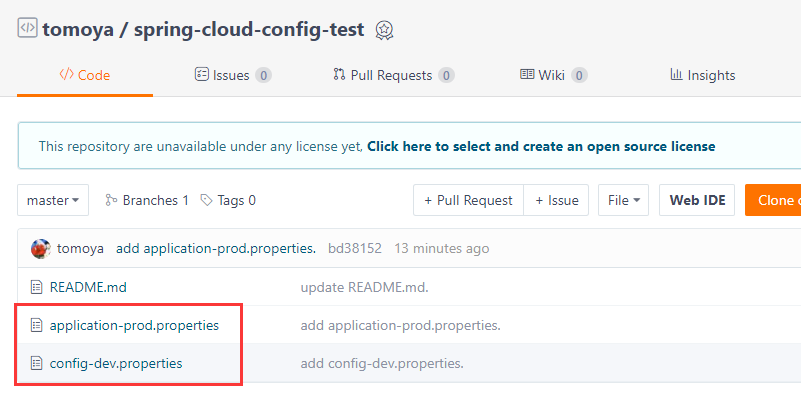 tomoya / spring-cloud-config-test
Code Issues 0 Pull Requests 0 Wiki 0 Insights
This repository are unavailable under any license yet, Click here to select and create an open source license
master Branches 1 Tags 0 + Pull Request + Issue File Web IDE Clone
tomoya add application-prod.properties. bd38152 13 minutes ago
README.md update README.md.
application-prod.properties add application-prod.properties.
config-dev.properties add config-dev.properties.